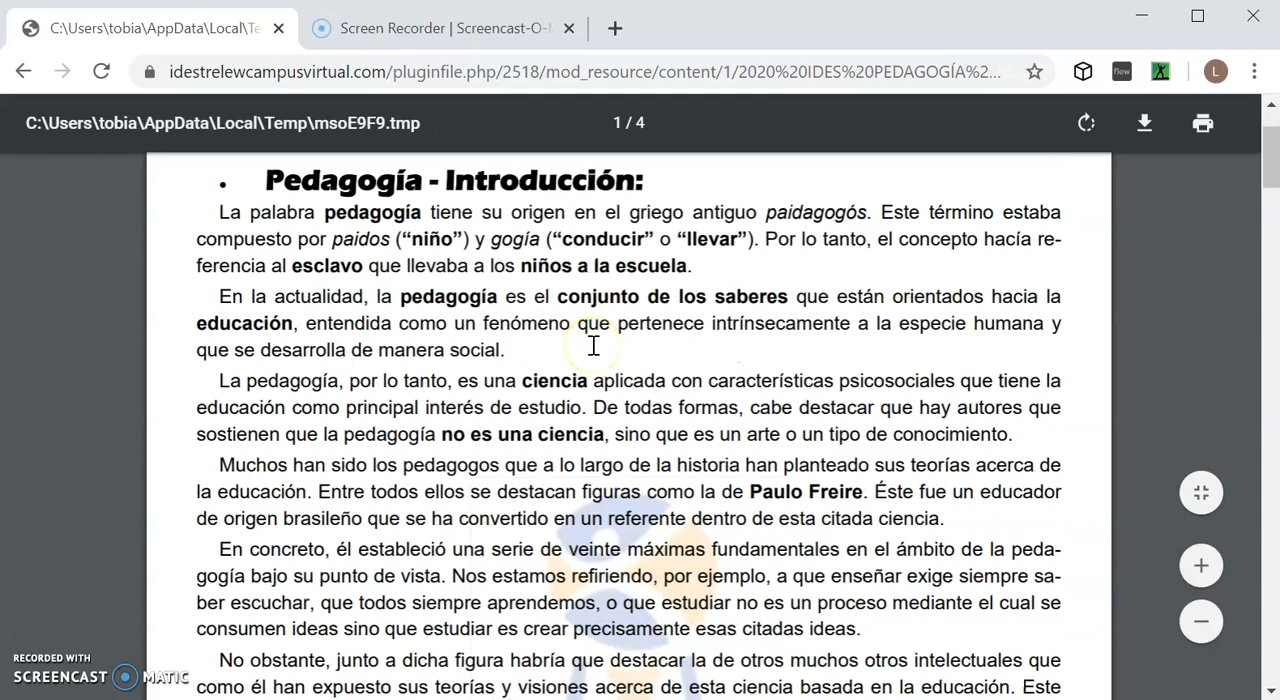 C:\Users\tobia\AppData\Local\Te
Screen Recorder | Screencast-O-
idestrelewcampusvirtual.com/pluginfile.php/2518/mod_resource/content/1/2020%20IDES%20PEDAGOGÍA%2...
flow
L
C:\Users\tobia\AppData\Local\Temp\msoE9F9.tmp
1 / 4
• Pedagogía - Introducción:
La palabra pedagogía tiene su origen en el griego antiguo paidagogós. Este término estaba
compuesto por paidos (“niño”) y gogía (“conducir” o “llevar”). Por lo tanto, el concepto hacía re-
ferencia al esclavo que llevaba a los niños a la escuela.
En la actualidad, la pedagogía es el conjunto de los saberes que están orientados hacia la
educación, entendida como un fenómeno que pertenece intrínsecamente a la especie humana y
que se desarrolla de manera social.
La pedagogía, por lo tanto, es una ciencia aplicada con características psicosociales que tiene la
educación como principal interés de estudio. De todas formas, cabe destacar que hay autores que
sostienen que la pedagogía no es una ciencia, sino que es un arte o un tipo de conocimiento.
Muchos han sido los pedagogos que a lo largo de la historia han planteado sus teorías acerca de
la educación. Entre todos ellos se destacan figuras como la de Paulo Freire. Éste fue un educador
de origen brasileño que se ha convertido en un referente dentro de esta citada ciencia.
En concreto, él estableció una serie de veinte máximas fundamentales en el ámbito de la peda-
gogía bajo su punto de vista. Nos estamos refiriendo, por ejemplo, a que enseñar exige siempre sa-
ber escuchar, que todos siempre aprendemos, o que estudiar no es un proceso mediante el cual se
consumen ideas sino que estudiar es crear precisamente esas citadas ideas.
No obstante, junto a dicha figura habría que destacar la de otros muchos otros intelectuales que
como él han expuesto sus teorías y visiones acerca de esta ciencia basada en la educación. Este
RECORDED WITH
SCREENCAST MATIC